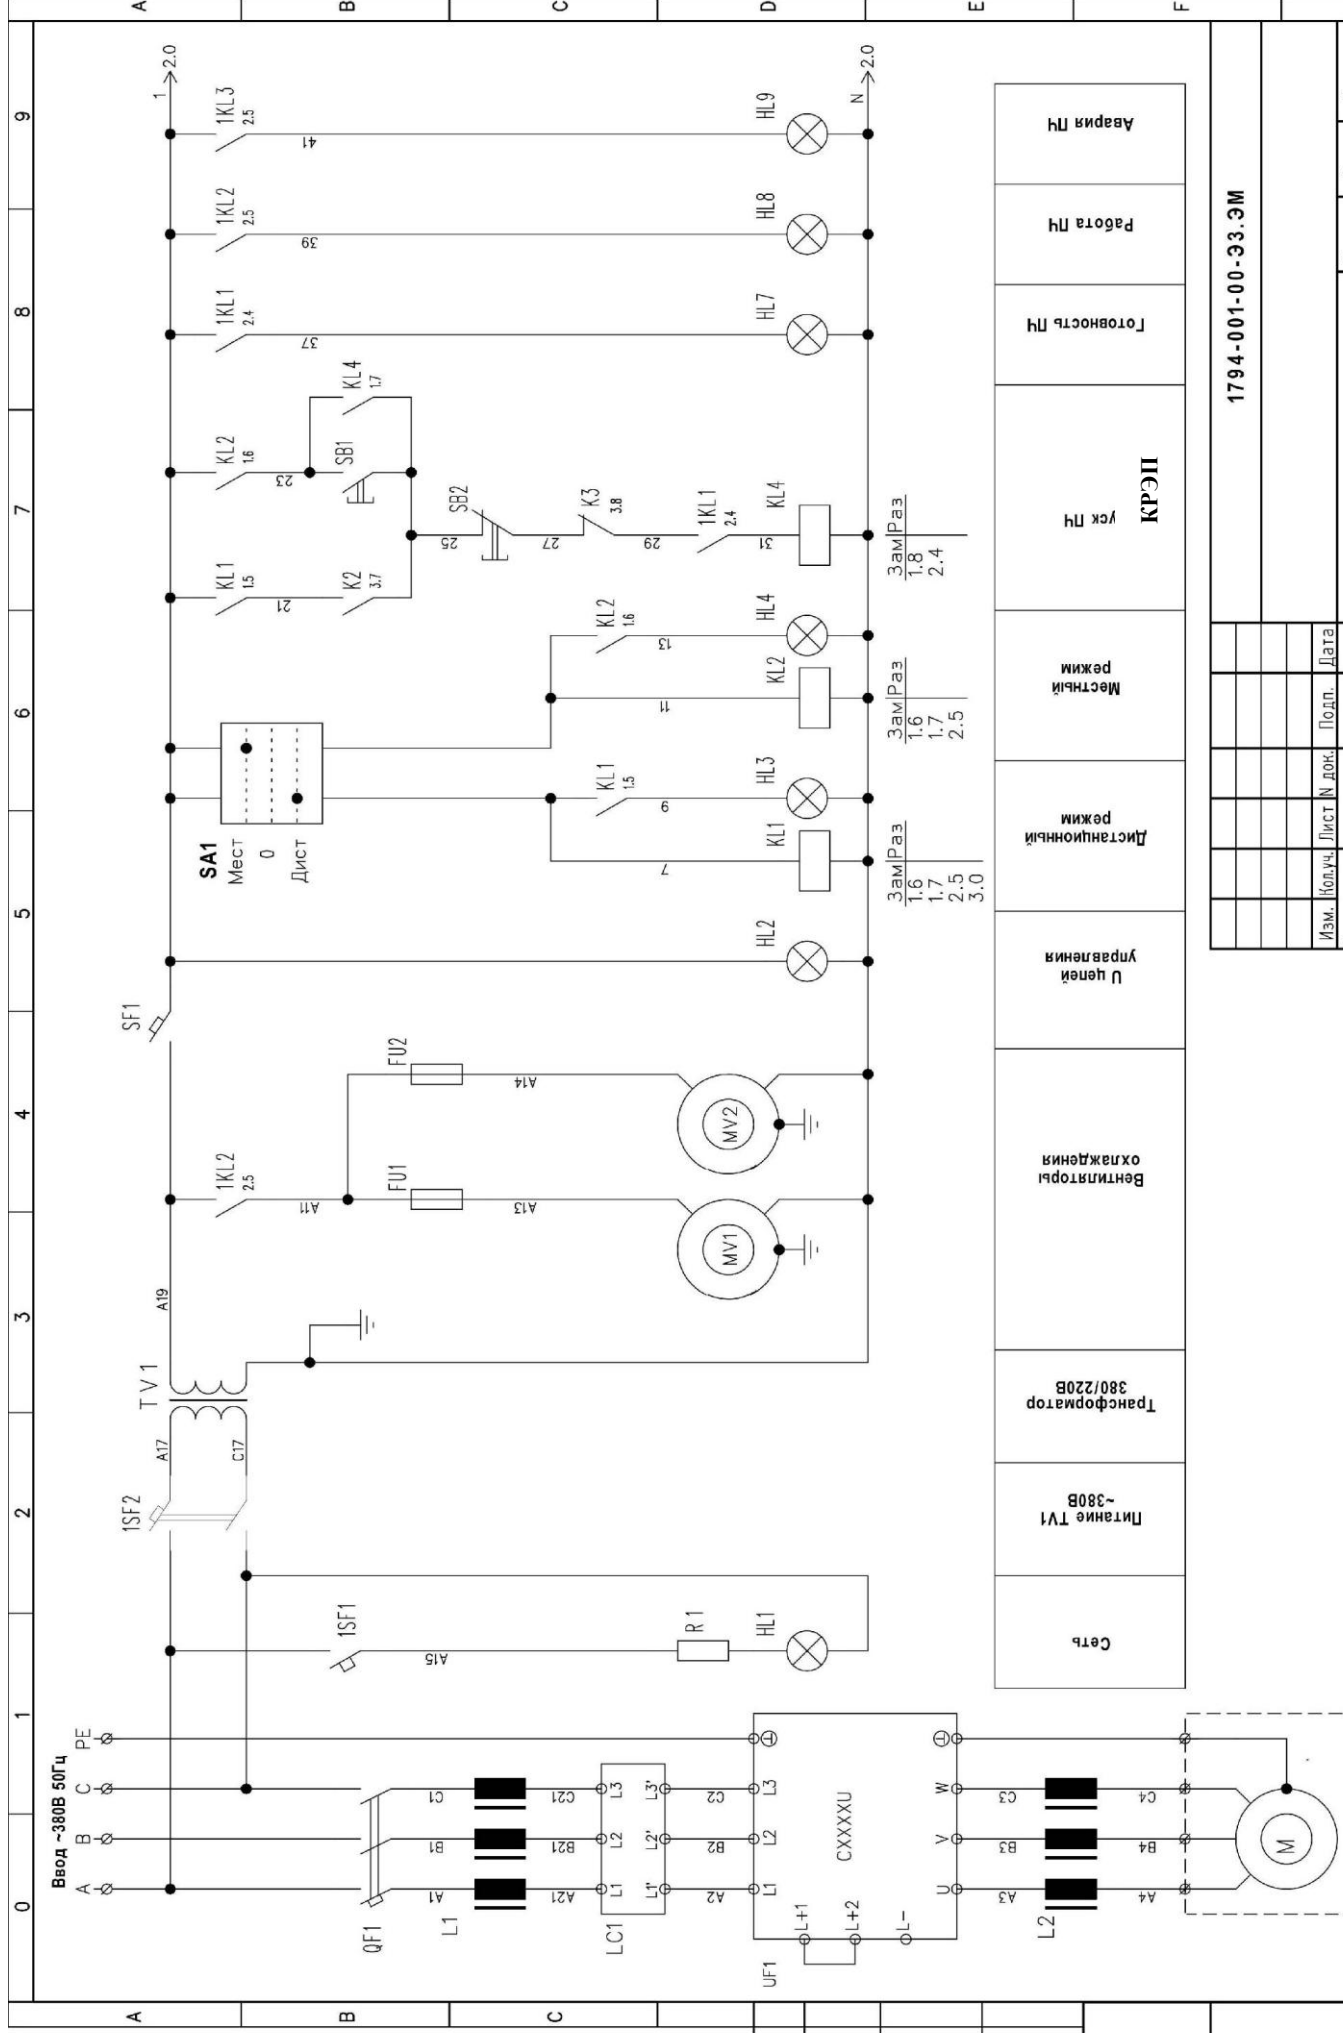 0 1 2 3 4 5 6 7 8 9
A
B
C
D
E
F
A
B
C
Ввод ~380В 50Гц
A B C PE
QF1
A1 B1 C1
L1
A21 B21 C21
LC1
L1 L2 L3
L1' L2' L3'
A2 B2 C2
UF1
L1 L2 L3
CXXXXU
L+1
L+2
L-
U V W
A3 B3 C3
L2
A4 B4 C4
M
1SF1
A15
R1
HL1
1SF2
A17
C17
TV1
A19
1KL2
2.5
A11
FU1
FU2
A13
A14
MV1
MV2
SF1
HL2
SA1
Мест
0
Дист
KL1
1.5
7
9
KL1
HL3
KL2
1.6
11
13
KL2
HL4
KL1
1.5
21
K2
3.7
KL2
1.6
23
SB1
KL4
1.7
25
SB2
27
K3
3.8
29
1KL1
2.4
31
KL4
1KL1
2.4
37
HL7
1KL2
2.5
39
HL8
1KL3
2.5
41
HL9
1
2.0
N
2.0
Зам Раз
1.6
1.7
2.5
3.0
Зам Раз
1.6
1.7
2.5
Зам Раз
1.8
2.4
Сеть
Питание TV1
~380В
Трансформатор
380/220В
Вентиляторы
охлаждения
U цепей
управления
Дистанционный
режим
Местный
режим
уск ПЧ
КРЭП
Готовность ПЧ
Работа ПЧ
Авария ПЧ
1794-001-00-ЭЗ.ЭМ
Изм. Кол.уч. Лист N док. Подп. Дата